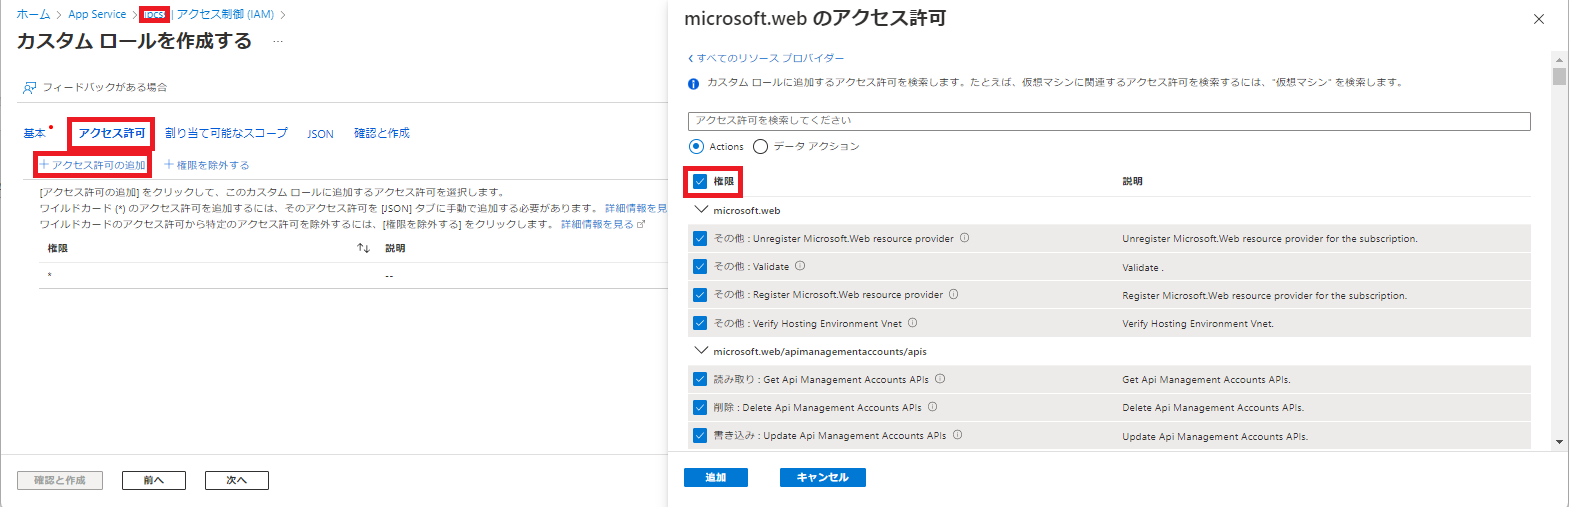 ホーム > App Service > | アクセス制御 (IAM) >
カスタム ロールを作成する ...
フィードバックがある場合
基本 アクセス許可 割り当て可能なスコープ JSON 確認と作成
+ アクセス許可の追加 + 権限を除外する
[アクセス許可の追加] をクリックして、このカスタム ロールに追加するアクセス許可を選択します。
ワイルドカード (*) のアクセス許可を追加するには、そのアクセス許可を [JSON] タブに手動で追加する必要があります。 詳細情報を見
ワイルドカードのアクセス許可から特定のアクセス許可を除外するには、[権限を除外する] をクリックします。 詳細情報を見る
権限 ↑↓ 説明
* --
確認と作成 前へ 次へ
microsoft.web のアクセス許可
< すべてのリソース プロバイダー
カスタム ロールに追加するアクセス許可を検索します。たとえば、仮想マシンに関連するアクセス許可を検索するには、"仮想マシン" を検索します。
アクセス許可を検索してください
Actions データ アクション
権限 説明
microsoft.web
その他 : Unregister Microsoft.Web resource provider Unregister Microsoft.Web resource provider for the subscription.
その他 : Validate Validate .
その他 : Register Microsoft.Web resource provider Register Microsoft.Web resource provider for the subscription.
その他 : Verify Hosting Environment Vnet Verify Hosting Environment Vnet.
microsoft.web/apimanagementaccounts/apis
読み取り : Get Api Management Accounts APIs Get Api Management Accounts APIs.
削除 : Delete Api Management Accounts APIs Delete Api Management Accounts APIs.
書き込み : Update Api Management Accounts APIs Update Api Management Accounts APIs.
追加 キャンセル